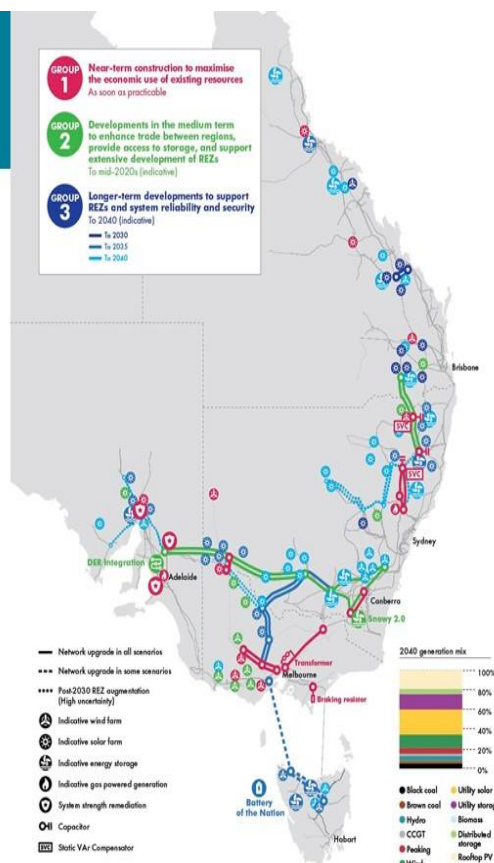 GROUP
1
Near-term construction to maximise
the economic use of existing resources
As soon as practicable
GROUP
2
Developments in the medium term
to enhance trade between regions,
provide access to storage, and support
extensive development of REZs
To mid-2020s (indicative)
GROUP
3
Longer-term developments to support
REZs and system reliability and security
To 2040 (indicative)
To 2030
To 2035
To 2040
Brisbane
SVC
SVC
Sydney
DER Integration
Adelaide
Canberra
Snowy 2.0
Transformer
Melbourne
Braking resistor
Battery
of the Nation
Hobart
Network upgrade in all scenarios
Network upgrade in some scenarios
Post-2030 REZ augmentation
(High uncertainty)
Indicative wind farm
Indicative solar farm
Indicative energy storage
Indicative gas powered generation
System strength remediation
Capacitor
SVC Static VAr Compensator
2040 generation mix
100%
80%
60%
40%
20%
0%
Black coal
Brown coal
Hydro
CCGT
Peaking
Utility solar
Utility storag
Biomass
Distributed
storage
Rooftop PV